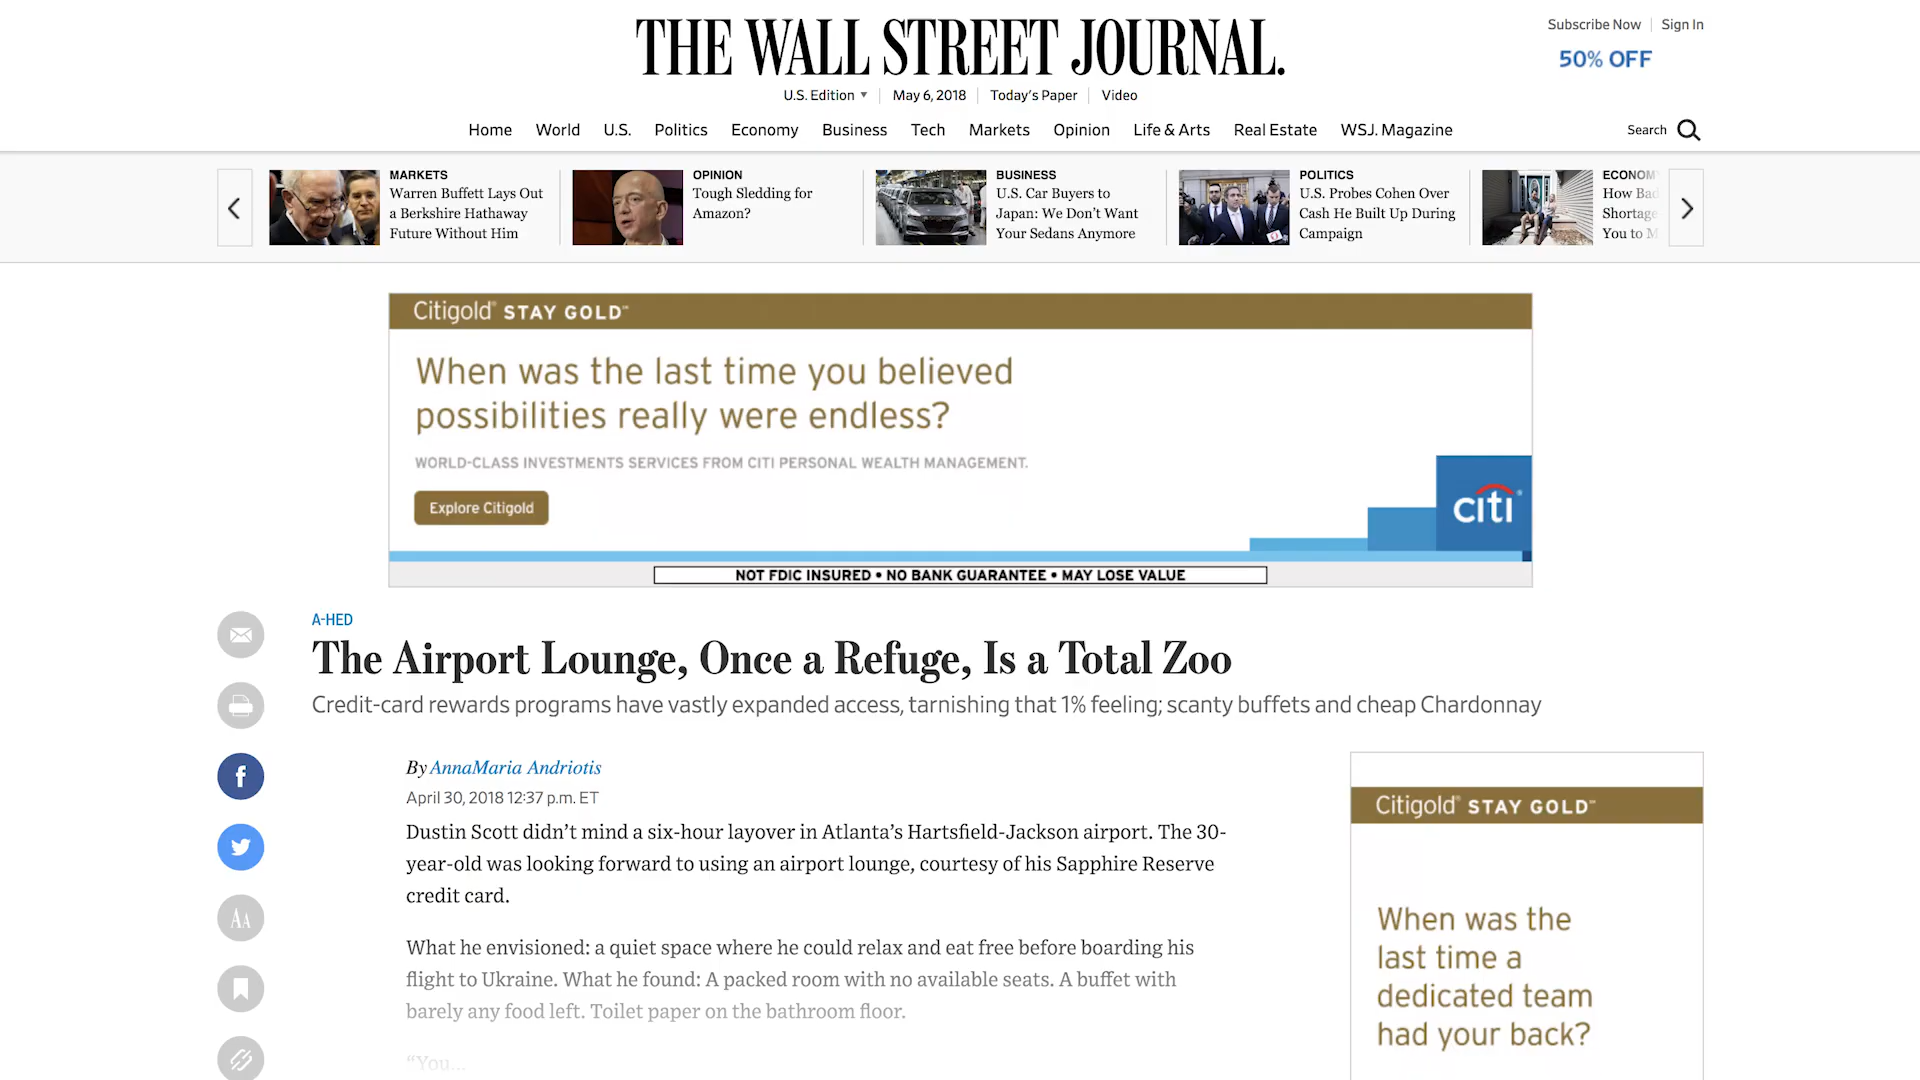 THE WALL STREET JOURNAL.
Subscribe Now
Sign In
50% OFF
U.S. Edition
May 6, 2018
Today's Paper
Video
Home
World
U.S.
Politics
Economy
Business
Tech
Markets
Opinion
Life & Arts
Real Estate
WSJ. Magazine
Search
MARKETS
Warren Buffett Lays Out
a Berkshire Hathaway
Future Without Him
OPINION
Tough Sledding for
Amazon?
BUSINESS
U.S. Car Buyers to
Japan: We Don't Want
Your Sedans Anymore
POLITICS
U.S. Probes Cohen Over
Cash He Built Up During
Campaign
ECONOM
How Bad
Shortage
You to M
Citigold® STAY GOLD℠
When was the last time you believed
possibilities really were endless?
WORLD-CLASS INVESTMENTS SERVICES FROM CITI PERSONAL WEALTH MANAGEMENT.
Explore Citigold
citi®
NOT FDIC INSURED • NO BANK GUARANTEE • MAY LOSE VALUE
A-HED
The Airport Lounge, Once a Refuge, Is a Total Zoo
Credit-card rewards programs have vastly expanded access, tarnishing that 1% feeling; scanty buffets and cheap Chardonnay
By AnnaMaria Andriotis
April 30, 2018 12:37 p.m. ET
Dustin Scott didn't mind a six-hour layover in Atlanta's Hartsfield-Jackson airport. The 30-
year-old was looking forward to using an airport lounge, courtesy of his Sapphire Reserve
credit card.
What he envisioned: a quiet space where he could relax and eat free before boarding his
flight to Ukraine. What he found: A packed room with no available seats. A buffet with
barely any food left. Toilet paper on the bathroom floor.
“You...
f
AA
Citigold® STAY GOLD℠
When was the
last time a
dedicated team
had your back?